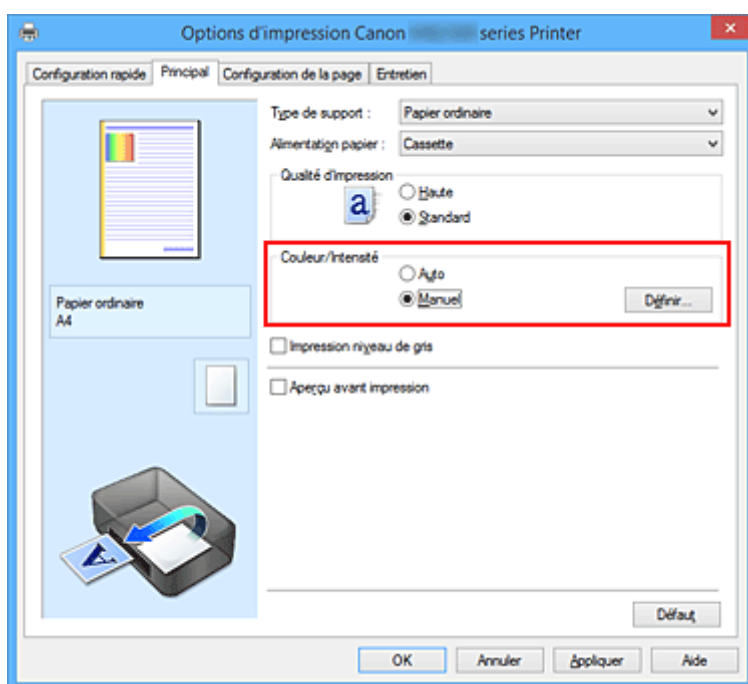 Options d'impression Canon series Printer
Configuration rapide Principal Configuration de la page Entretien
Type de support : Papier ordinaire
Alimentation papier : Cassette
Qualité d'impression
a
Haute
Standard
Couleur/Intensité
Auto
Manuel Définir...
Papier ordinaire
A4
Impression niveau de gris
Aperçu avant impression
A
Défaut
OK Annuler Appliquer Aide